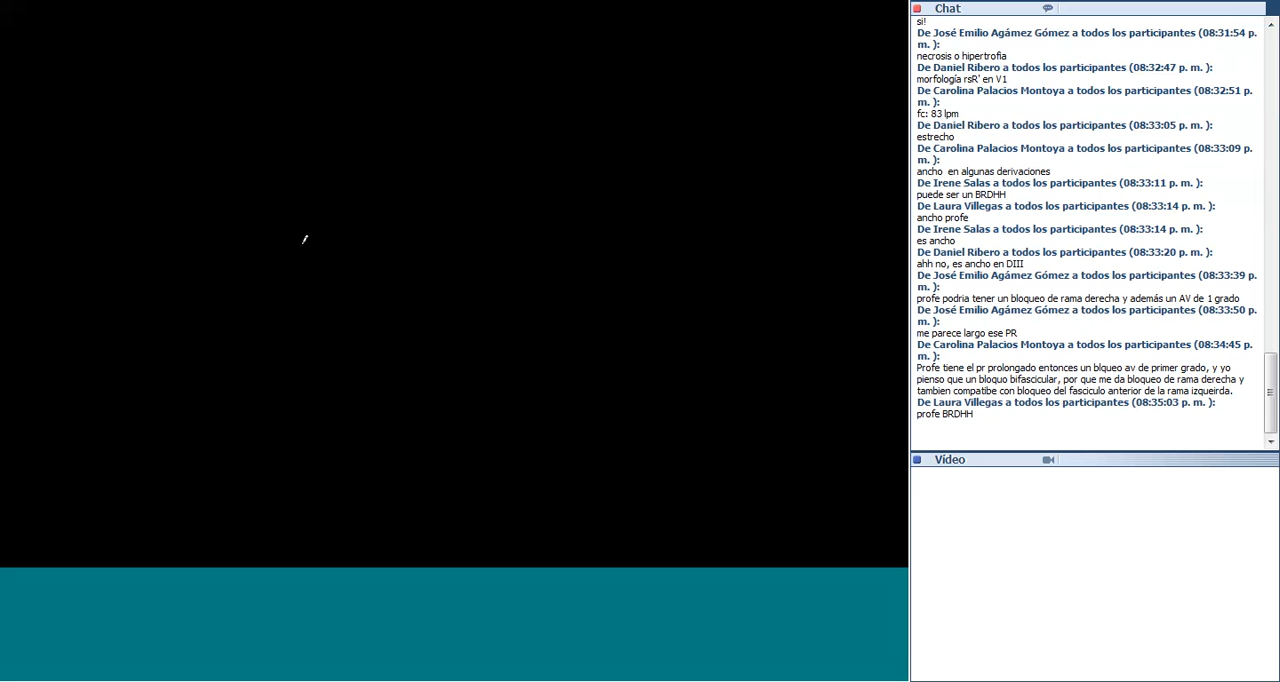 Chat
si!
De José Emilio Agámez Gómez a todos los participantes (08:31:54 p.
m. ):
necrosis o hipertrofia
De Daniel Ribero a todos los participantes (08:32:47 p. m. ):
morfología rsR' en V1
De Carolina Palacios Montoya a todos los participantes (08:32:51 p.
m. ):
fc: 83 lpm
De Daniel Ribero a todos los participantes (08:33:05 p. m. ):
estrecho
De Carolina Palacios Montoya a todos los participantes (08:33:09 p.
m. ):
ancho en algunas derivaciones
De Irene Salas a todos los participantes (08:33:11 p. m. ):
puede ser un BRDHH
De Laura Villegas a todos los participantes (08:33:14 p. m. ):
ancho profe
De Irene Salas a todos los participantes (08:33:14 p. m. ):
es ancho
De Daniel Ribero a todos los participantes (08:33:20 p. m. ):
ahh no, es ancho en DIII
De José Emilio Agámez Gómez a todos los participantes (08:33:39 p.
m. ):
profe podria tener un bloqueo de rama derecha y además un AV de 1 grado
De José Emilio Agámez Gómez a todos los participantes (08:33:50 p.
m. ):
me parece largo ese PR
De Carolina Palacios Montoya a todos los participantes (08:34:45 p.
m. ):
Profe tiene el pr prolongado entonces un blqueo av de primer grado, y yo
pienso que un bloquo bifascicular, por que me da bloqueo de rama derecha y
tambien compatibe con bloqueo del fasciculo anterior de la rama izqueirda.
De Laura Villegas a todos los participantes (08:35:03 p. m. ):
profe BRDHH
Vídeo